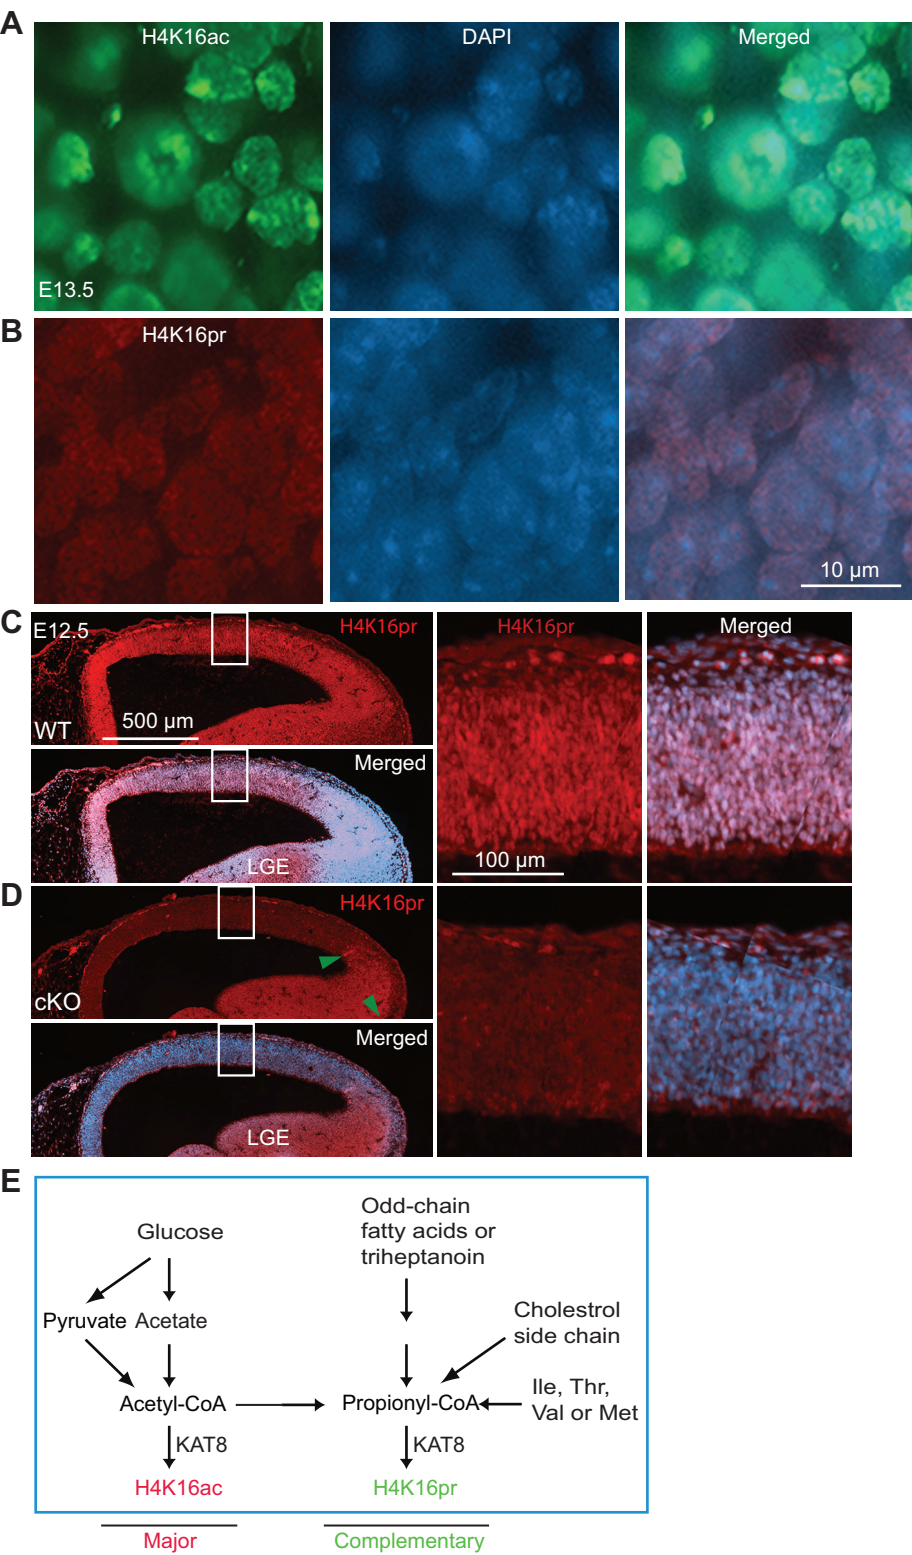 A
H4K16ac
DAPI
Merged
E13.5
B
H4K16pr
10 µm
C
E12.5
H4K16pr
H4K16pr
Merged
WT
500 µm
Merged
LGE
100 µm
D
H4K16pr
cKO
Merged
LGE
E
Odd-chain
fatty acids or
triheptanoin
Glucose
Cholestrol
side chain
Pyruvate
Acetate
Ile, Thr,
Val or Met
Acetyl-CoA
Propionyl-CoA
KAT8
KAT8
H4K16ac
H4K16pr
Major
Complementary